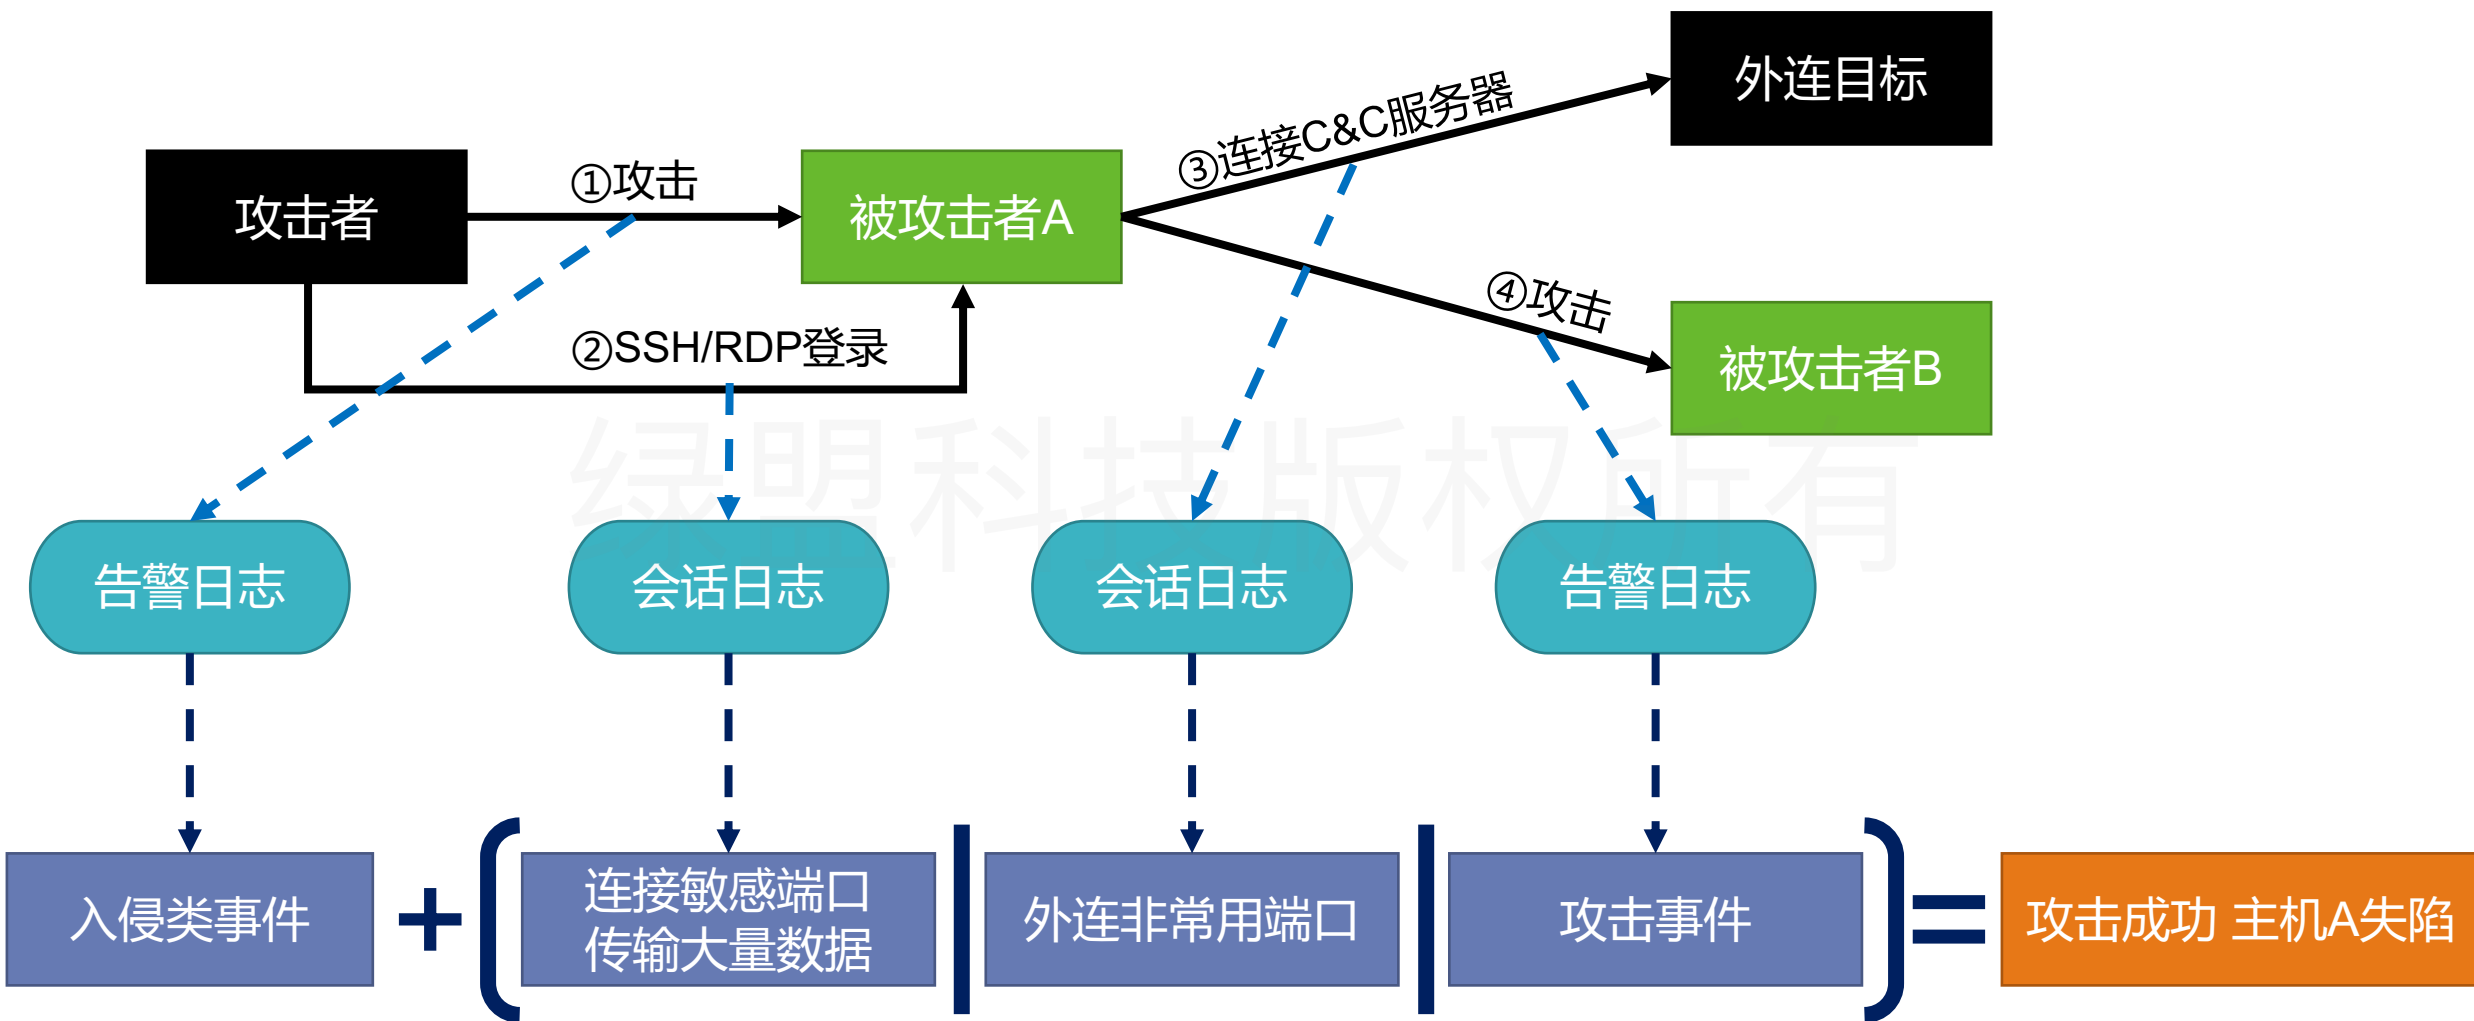 外连目标
③连接C&C服务器
攻击者
①攻击
被攻击者A
④攻击
②SSH/RDP登录
被攻击者B
绿盟科技版权所有
告警日志
会话日志
会话日志
告警日志
入侵类事件
+
连接敏感端口
传输大量数据
|
外连非常用端口
|
攻击事件
=
攻击成功 主机A失陷